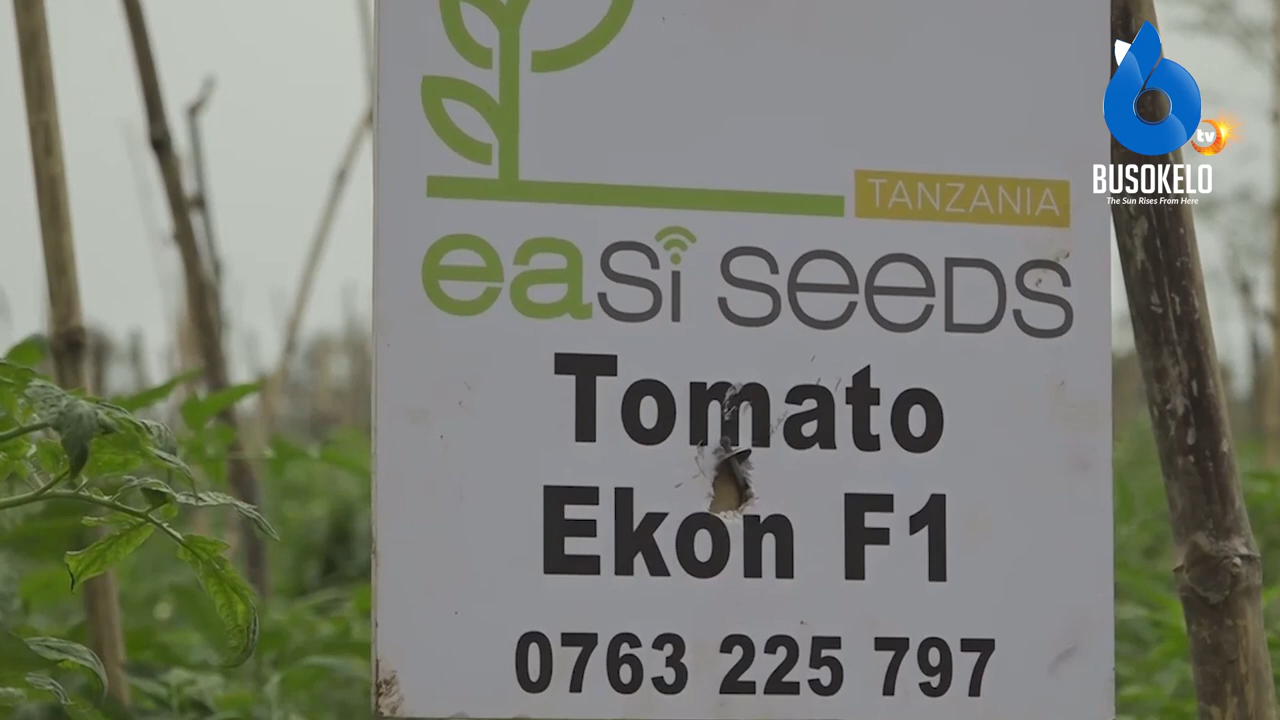 TANZANIA
easi seeds
Tomato
Ekon F1
0763 225 797
tv
BUSOKELO
The Sun Rises From Here